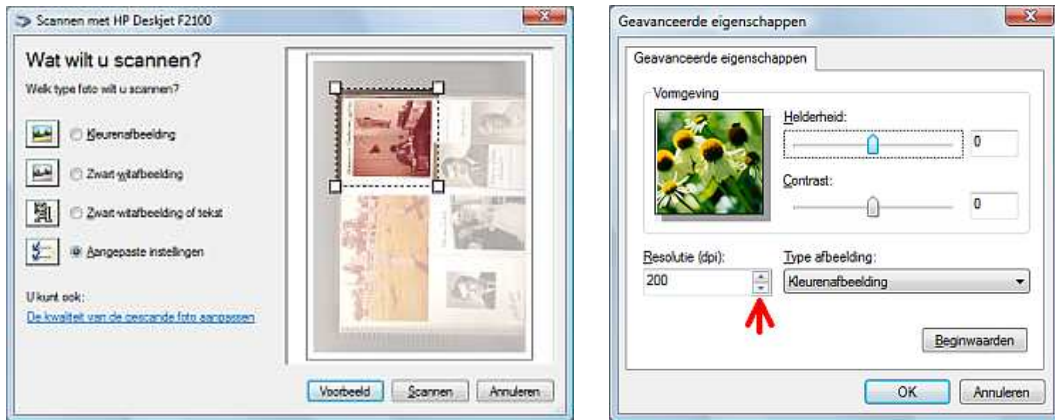 Scannen met HP Deskjet F2100
Wat wilt u scannen?
Welk type foto wilt u scannen?
Kleurenafbeelding
Zwart-witafbeelding
Zwart-witafbeelding of tekst
Aangepaste instellingen
U kunt ook:
De kwaliteit van de gescande foto aanpassen
Voorbeeld Scannen Annuleren
Geavanceerde eigenschappen
Geavanceerde eigenschappen
Vormgeving
Helderheid:
0
Contrast:
0
Resolutie (dpi): Type afbeelding:
200 Kleurenafbeelding
Beginwaarden
OK Annuleren